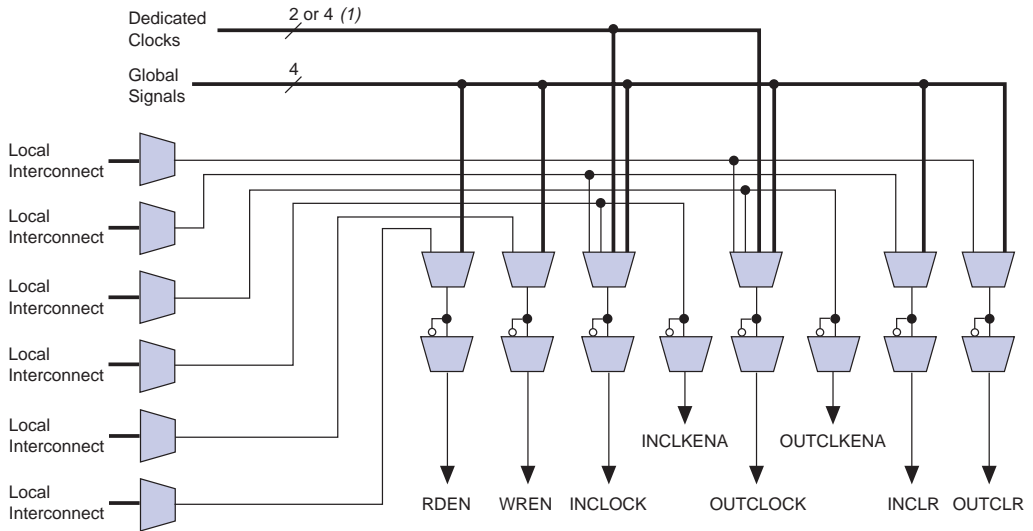 Dedicated
Clocks
2 or 4 (1)
Global
Signals
4
Local
Interconnect
Local
Interconnect
Local
Interconnect
Local
Interconnect
Local
Interconnect
Local
Interconnect
INCLKENA
OUTCLKENA
RDEN
WREN
INCLOCK
OUTCLOCK
INCLR
OUTCLR